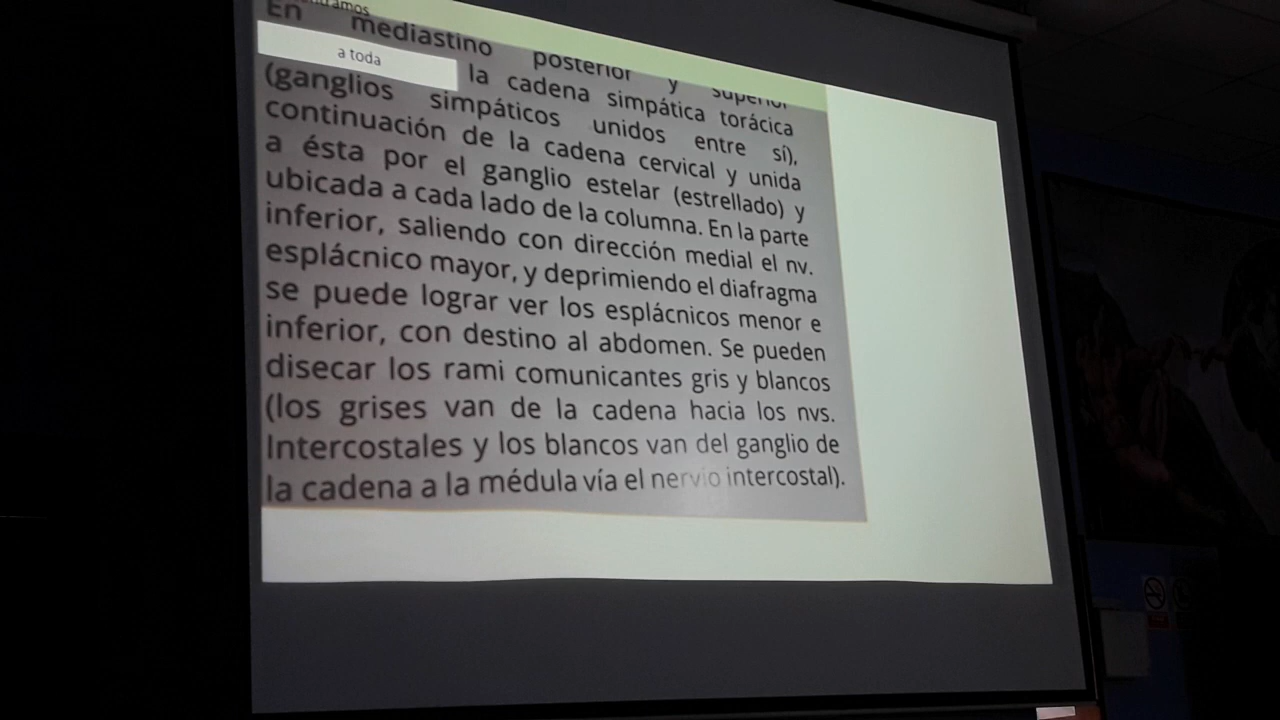 En mediastino posterior y superior
a toda la cadena simpática torácica
(ganglios simpáticos unidos entre sí),
continuación de la cadena cervical y unida
a ésta por el ganglio estelar (estrellado) y
ubicada a cada lado de la columna. En la parte
inferior, saliendo con dirección medial el nv.
esplácnico mayor, y deprimiendo el diafragma
se puede lograr ver los esplácnicos menor e
inferior, con destino al abdomen. Se pueden
disecar los rami comunicantes gris y blancos
(los grises van de la cadena hacia los nvs.
Intercostales y los blancos van del ganglio de
la cadena a la médula vía el nervio intercostal).